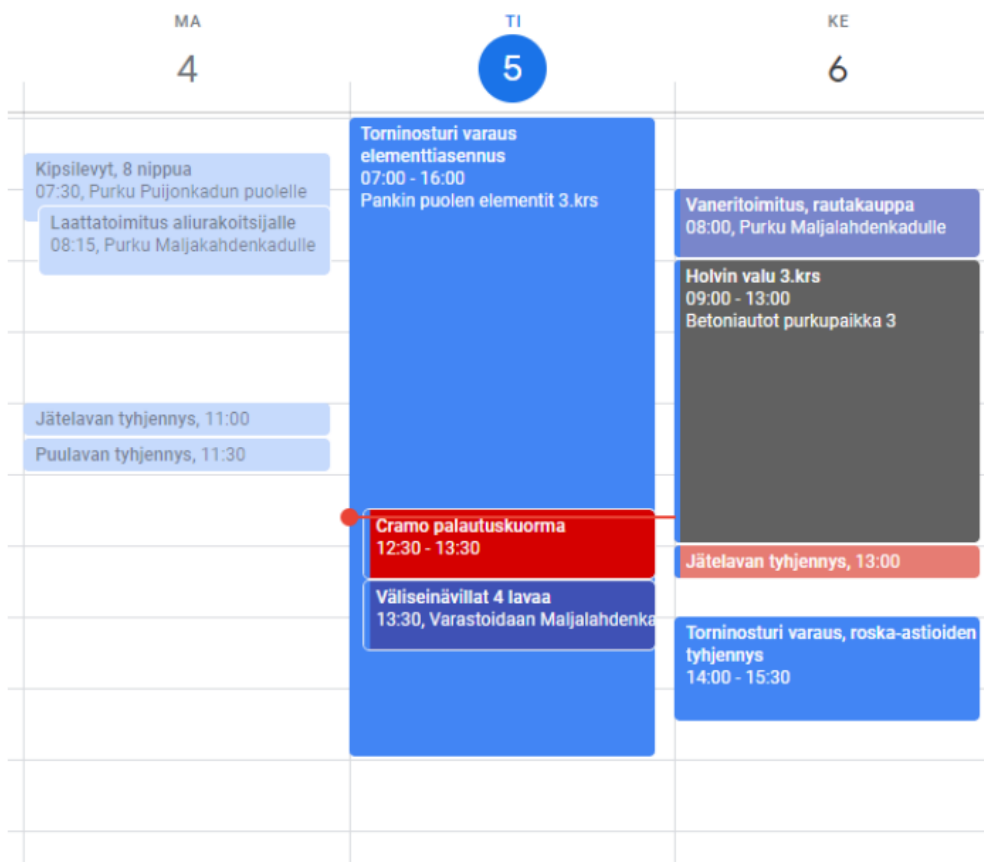 MA
4
TI
5
KE
6
Kipsilevyt, 8 nippua
07:30, Purku Puijonkadun puolelle
Laattatoimitus aliurakoitsijalle
08:15, Purku Maljakahdenkadulle
Jätelavan tyhjennys, 11:00
Puulavan tyhjennys, 11:30
Torninosturi varaus
elementtiasennus
07:00 - 16:00
Pankin puolen elementit 3.krs
Cramo palautuskuorma
12:30 - 13:30
Väliseinävillat 4 lavaa
13:30, Varastoidaan Maljalahdenka
Vaneritoimitus, rautakauppa
08:00, Purku Maljalahdenkadulle
Holvin valu 3.krs
09:00 - 13:00
Betoniautot purkupaikka 3
Jätelavan tyhjennys, 13:00
Torninosturi varaus, roska-astioiden
tyhjennys
14:00 - 15:30